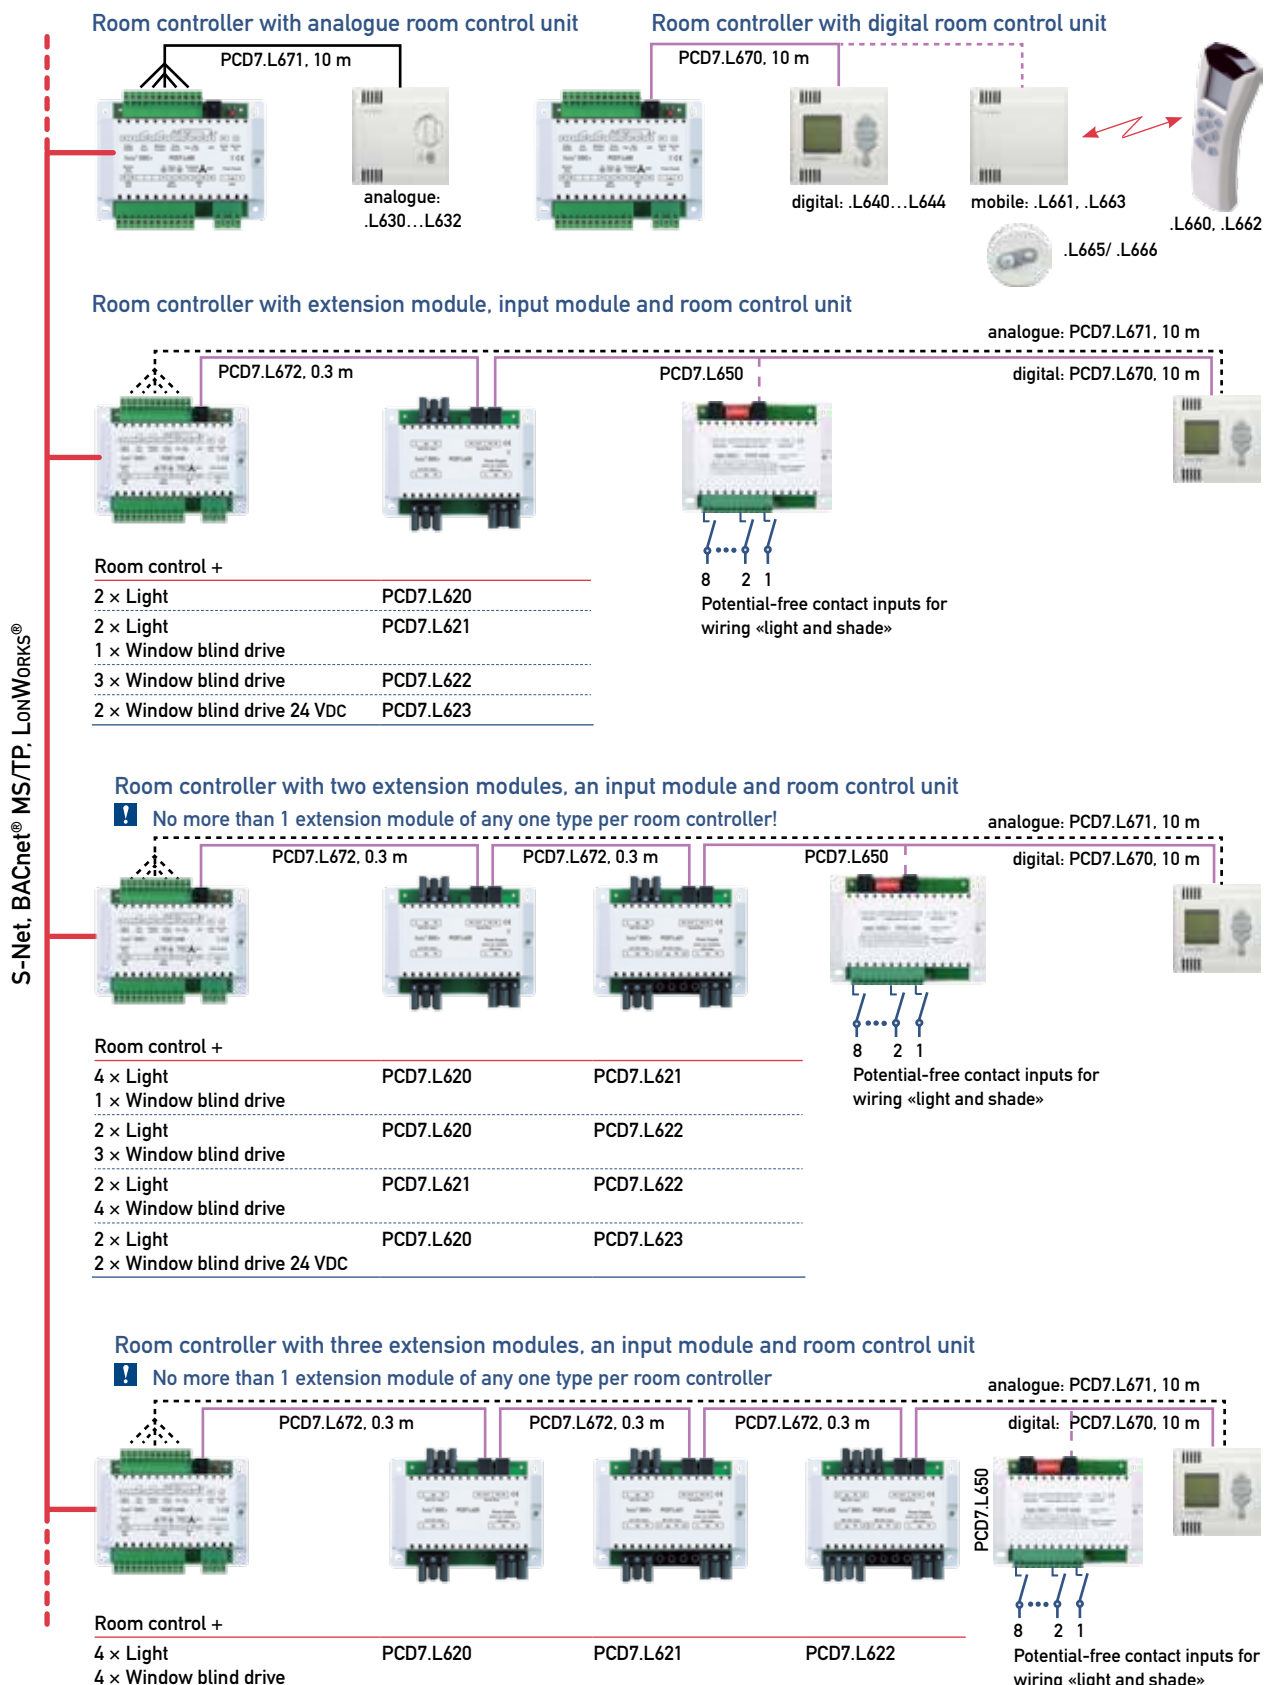 Room controller with analogue room control unit
Room controller with digital room control unit
PCD7.L671, 10 m
PCD7.L670, 10 m
analogue:
.L630...L632
digital: .L640...L644
mobile: .L661, .L663
.L660, .L662
.L665/ .L666
Room controller with extension module, input module and room control unit
analogue: PCD7.L671, 10 m
PCD7.L672, 0.3 m
PCD7.L650
digital: PCD7.L670, 10 m
8 2 1
Potential-free contact inputs for
wiring «light and shade»
Room control +
2 × Light PCD7.L620
2 × Light PCD7.L621
1 × Window blind drive
3 × Window blind drive PCD7.L622
2 × Window blind drive 24 VDC PCD7.L623
S-Net, BACnet® MS/TP, LONWORKS®
Room controller with two extension modules, an input module and room control unit
! No more than 1 extension module of any one type per room controller!
analogue: PCD7.L671, 10 m
PCD7.L672, 0.3 m
PCD7.L672, 0.3 m
PCD7.L650
digital: PCD7.L670, 10 m
8 2 1
Potential-free contact inputs for
wiring «light and shade»
Room control +
4 × Light PCD7.L620 PCD7.L621
1 × Window blind drive
2 × Light PCD7.L620 PCD7.L622
3 × Window blind drive
2 × Light PCD7.L621 PCD7.L622
4 × Window blind drive
2 × Light PCD7.L620 PCD7.L623
2 × Window blind drive 24 VDC
Room controller with three extension modules, an input module and room control unit
! No more than 1 extension module of any one type per room controller
analogue: PCD7.L671, 10 m
PCD7.L672, 0.3 m
PCD7.L672, 0.3 m
PCD7.L672, 0.3 m
digital: PCD7.L670, 10 m
PCD7.L650
8 2 1
Potential-free contact inputs for
wiring «light and shade»
Room control +
4 × Light PCD7.L620 PCD7.L621 PCD7.L622
4 × Window blind drive